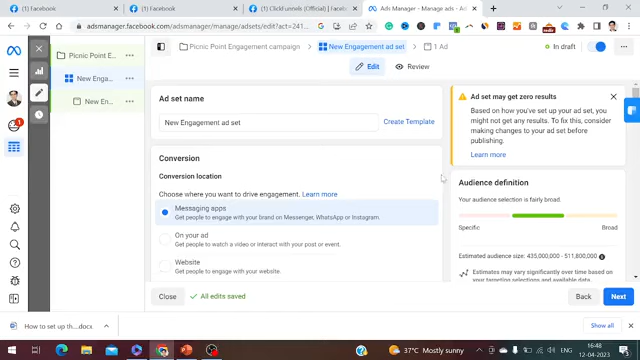 Facebook
Facebook
ClickFunnels (Official) | Faceb
Ads Manager - Manage ads -
adsmanager.facebook.com/adsmanager/manage/adsets/edit?act=241...
Picnic Point Engagement campaign
New Engagement ad set
1 Ad
In draft
Edit
Review
Picnic Point E...
New Enga...
New En...
Ad set name
New Engagement ad set
Create Template
Ad set may get zero results
Based on how you've set up your ad set, you
might not get any results. To fix this, consider
making changes to your ad set before
publishing.
Learn more
Conversion
Conversion location
Choose where you want to drive engagement. Learn more
Messaging apps
Get people to engage with your brand on Messenger, WhatsApp or Instagram.
On your ad
Get people to watch a video or interact with your post or event.
Website
Get people to engage with your website.
Audience definition
Your audience selection is fairly broad.
Specific
Broad
Estimated audience size: 435,000,000 - 511,800,000
Estimates may vary significantly over time based on
your targeting selections and available data.
Close
All edits saved
Back
Next
How to set up th....docx
Show all
37°C Mostly sunny
ENG
16:48
12-04-2023